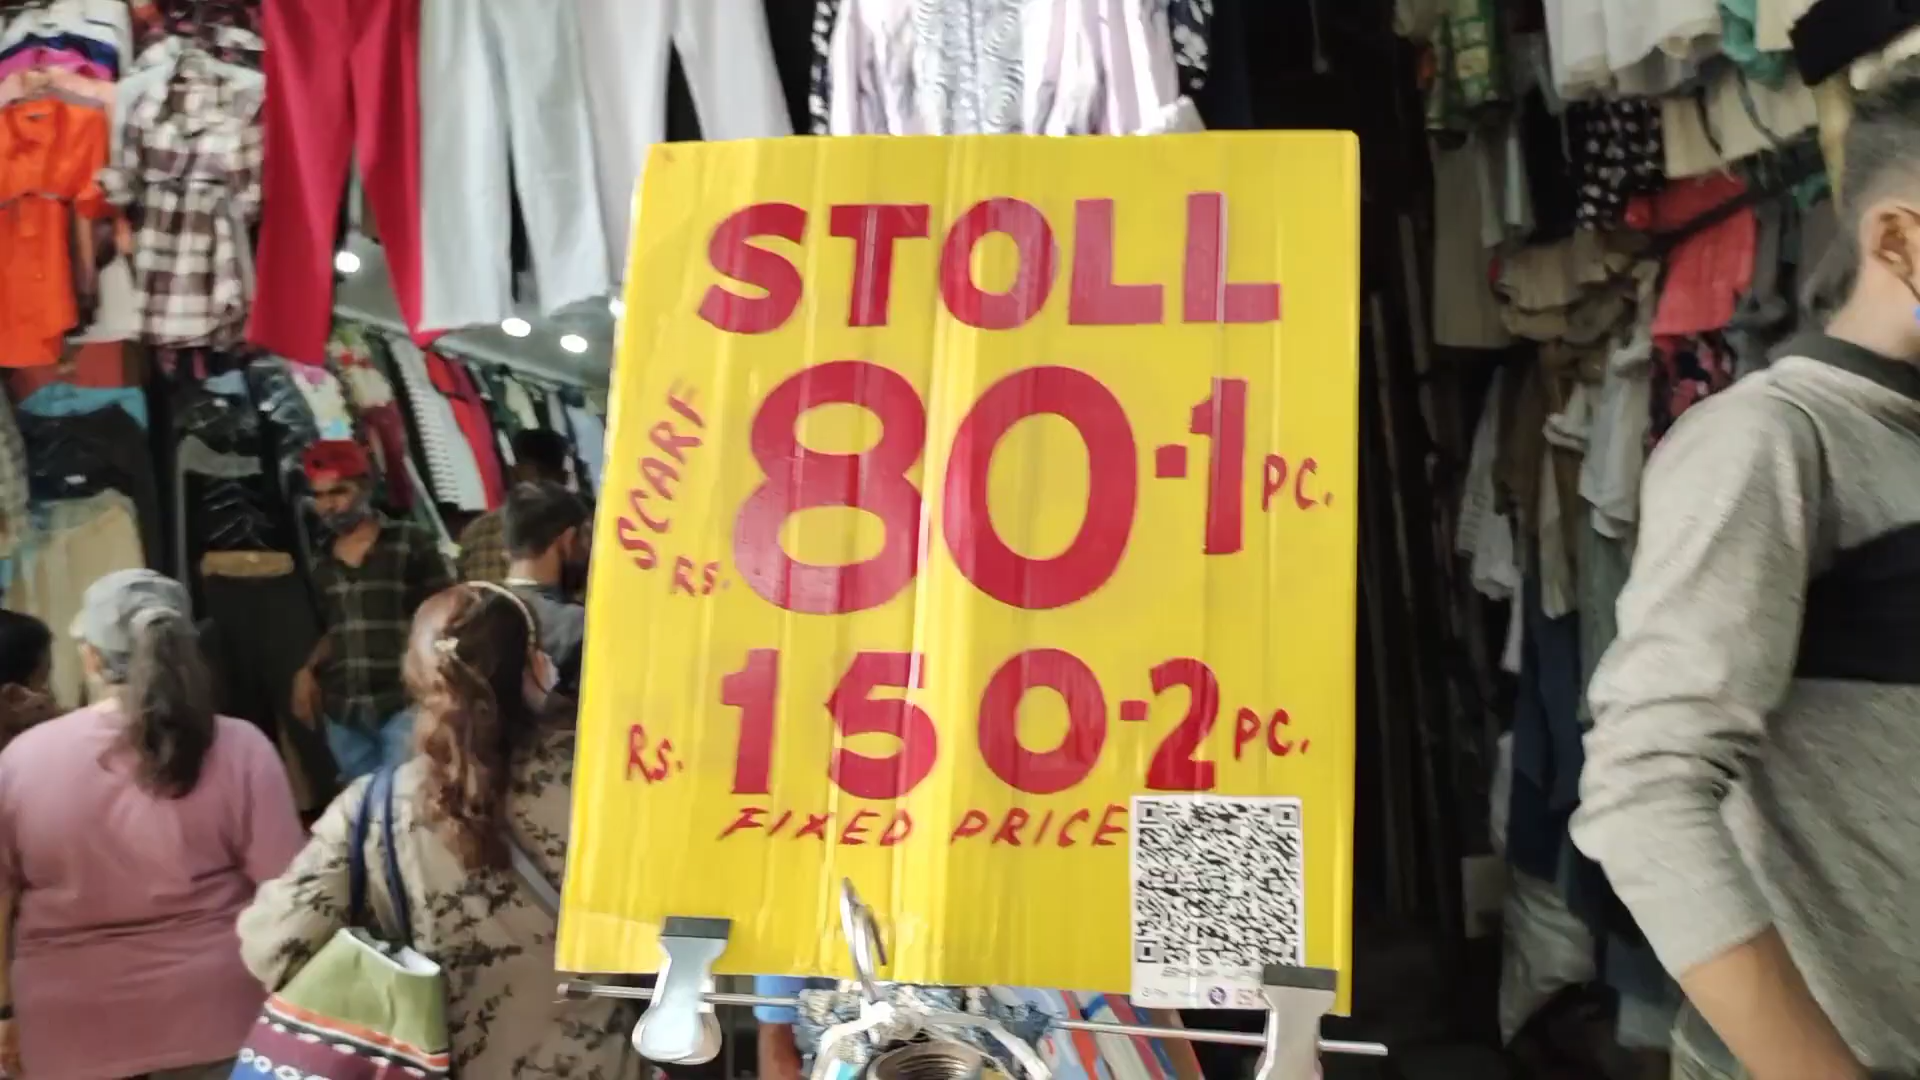 STOLL
SCARF
RS. 80.-1 PC.
RS. 150-2 PC.
FIXED PRICE